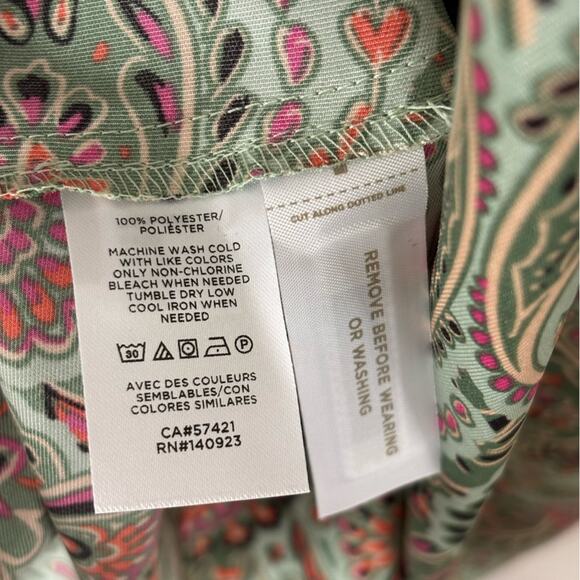 100% POLYESTER/
POLIÉSTER
MACHINE WASH COLD
WITH LIKE COLORS
ONLY NON-CHLORINE
BLEACH WHEN NEEDED
TUMBLE DRY LOW
COOL IRON WHEN
NEEDED
30 P
AVEC DES COULEURS
SEMBLABLES/CON
COLORES SIMILARES
CA#57421
RN#140923
CUT ALONG DOTTED LINE
REMOVE BEFORE WEARING
OR WASHING